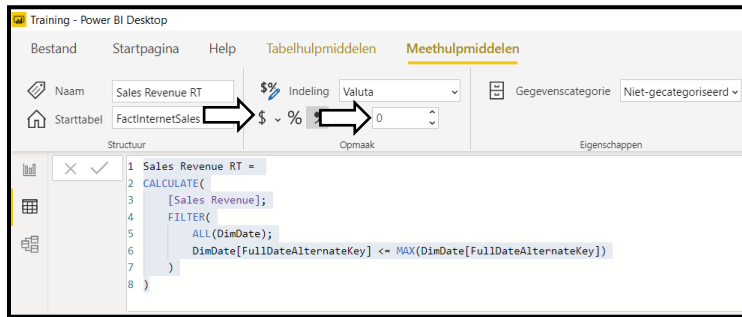 Training - Power BI Desktop
Bestand Startpagina Help Tabelhulpmiddelen Meethulpmiddelen
Naam Sales Revenue RT $% Indeling Valuta Gegevenscategorie Niet-gecategoriseerd
Starttabel FactInternetSales $ % 0
Structuur Opmaak Eigenschappen
1 Sales Revenue RT =
2 CALCULATE(
3 [Sales Revenue];
4 FILTER(
5 ALL(DimDate);
6 DimDate[FullDateAlternateKey] <= MAX(DimDate[FullDateAlternateKey])
7 )
8 )